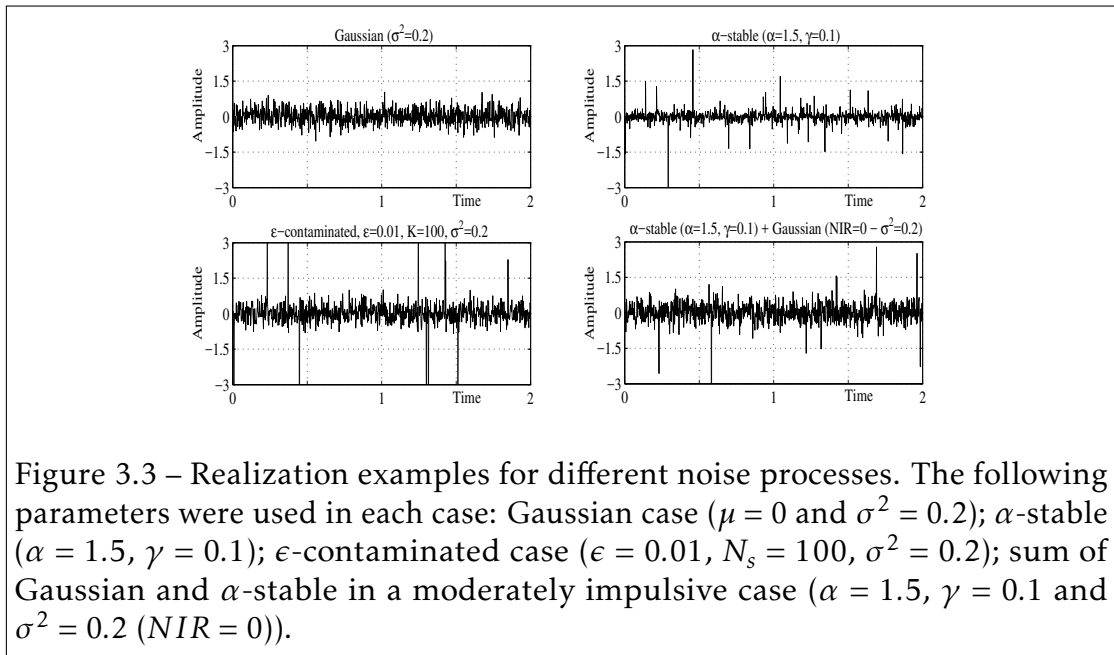 Gaussian (σ²=0.2)
3
1.5
0
−1.5
−3
Amplitude
0
1
Time
2
α−stable (α=1.5, γ=0.1)
3
1.5
0
−1.5
−3
Amplitude
0
1
Time
2
ε−contaminated, ε=0.01, K=100, σ²=0.2
3
1.5
0
−1.5
−3
Amplitude
0
1
Time
2
α−stable (α=1.5, γ=0.1) + Gaussian (NIR=0 − σ²=0.2)
3
1.5
0
−1.5
−3
Amplitude
0
1
Time
2
Figure 3.3 – Realization examples for different noise processes. The following
parameters were used in each case: Gaussian case (μ = 0 and σ² = 0.2); α-stable
(α = 1.5, γ = 0.1); ϵ-contaminated case (ϵ = 0.01, Nₛ = 100, σ² = 0.2); sum of
Gaussian and α-stable in a moderately impulsive case (α = 1.5, γ = 0.1 and
σ² = 0.2 (NIR = 0)).